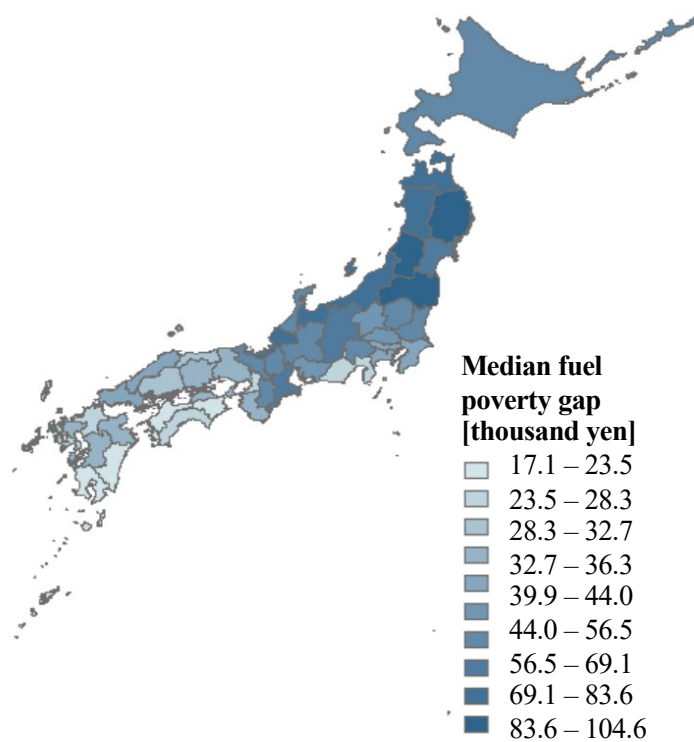 Median fuel
poverty gap
[thousand yen]
17.1 – 23.5
23.5 – 28.3
28.3 – 32.7
32.7 – 36.3
39.9 – 44.0
44.0 – 56.5
56.5 – 69.1
69.1 – 83.6
83.6 – 104.6